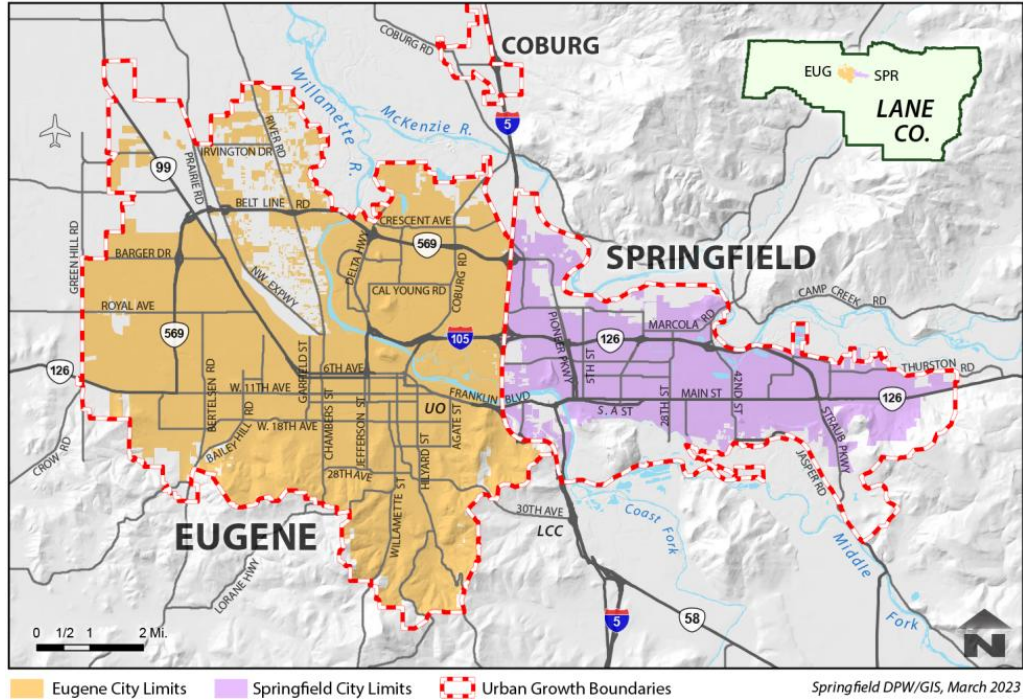 COBURG RD
COBURG
Willamette R.
McKenzie R.
5
EUG
SPR
LANE
CO.
RIVER RD
IRVINGTON DR
99
PRAIRIE RD
BELT LINE RD
CRESCENT AVE
569
DELTA HWY
COBURG RD
GREEN HILL RD
BARGER DR
NW EXPWY
CAL YOUNG RD
SPRINGFIELD
CAMP CREEK RD
ROYAL AVE
569
105
PIONEER PKWY
126
MARCOLA RD
5TH ST
THURSTON RD
126
BERTELSEN RD
GARFIELD ST
6TH AVE
W. 11TH AVE
CHAMBERS ST
JEFFERSON ST
UO
FRANKLIN BLVD
AGATE ST
S. A ST
28TH ST
MAIN ST
42ND ST
126
CROW RD
BAILEY HILL RD
W. 18TH AVE
HILYARD ST
28TH AVE
STRAUB PKWY
JASPER RD
WILLAMETTE ST
30TH AVE
LCC
EUGENE
LORANE HWY
Coast Fork
Middle Fork
5
58
0 1/2 1 2 Mi.
N
Eugene City Limits
Springfield City Limits
Urban Growth Boundaries
Springfield DPW/GIS, March 2023